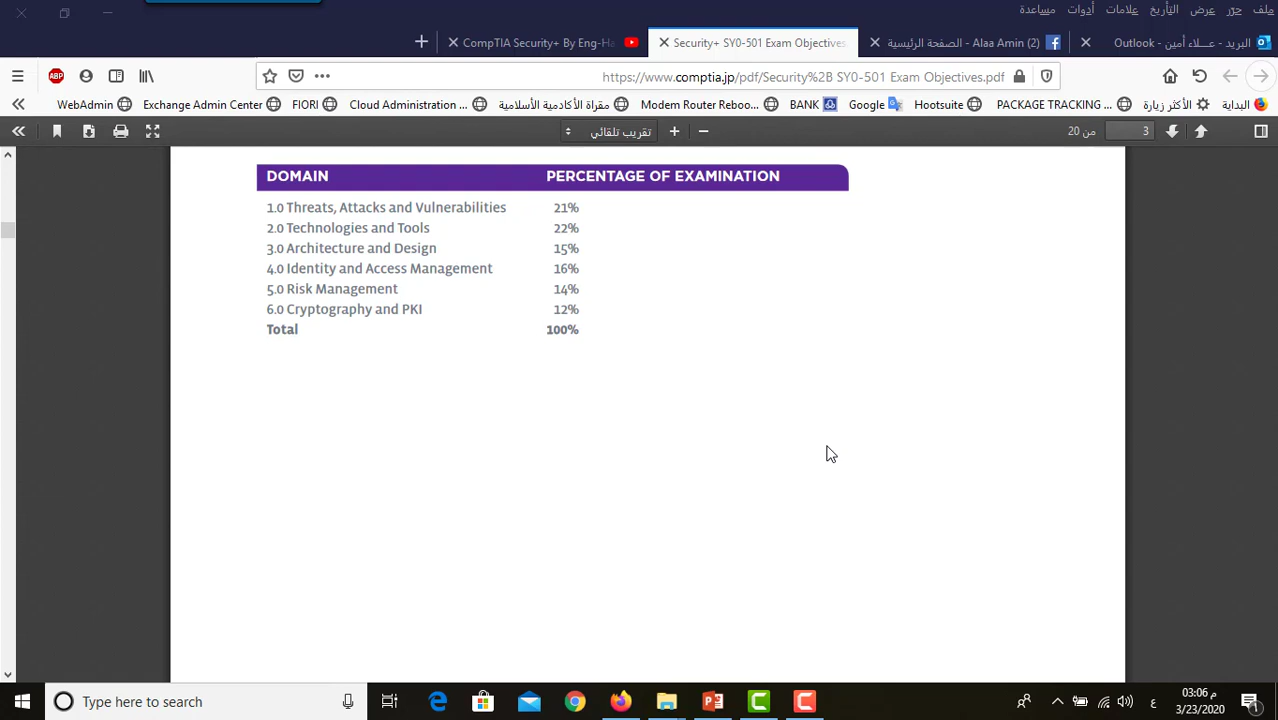 ملف حرّر عرض التأريخ علامات أدوات مساعدة
البريد - عـــلاء أمين - Outlook
(2) Alaa Amin - الصفحة الرئيسية
Security+ SY0-501 Exam Objectives.
CompTIA Security+ By Eng-Ha
https://www.comptia.jp/pdf/Security%2B SY0-501 Exam Objectives.pdf
ABP
البداية
الأكثر زيارة
PACKAGE TRACKING ...
Hootsuite
Google
BANK
Modem Router Reboo...
مقرأة الأكاديمية الأسلامية
Cloud Administration ...
FIORI
Exchange Admin Center
WebAdmin
3 من 20
تقريب تلقائي
DOMAIN PERCENTAGE OF EXAMINATION
1.0 Threats, Attacks and Vulnerabilities 21%
2.0 Technologies and Tools 22%
3.0 Architecture and Design 15%
4.0 Identity and Access Management 16%
5.0 Risk Management 14%
6.0 Cryptography and PKI 12%
Total 100%
Type here to search
ع
03:06 م
3/23/2020
1